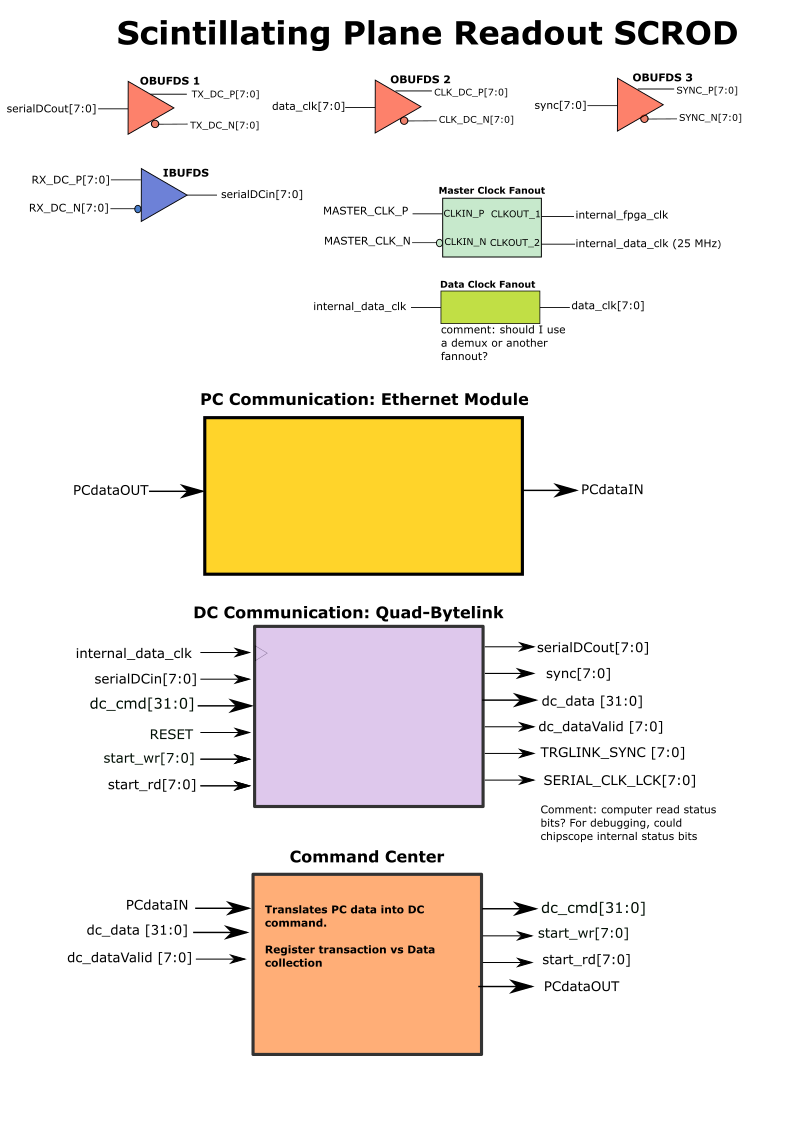 Scintillating Plane Readout SCROD
OBUFDS 1
serialDCout[7:0]
TX_DC_P[7:0]
TX_DC_N[7:0]
OBUFDS 2
data_clk[7:0]
CLK_DC_P[7:0]
CLK_DC_N[7:0]
OBUFDS 3
sync[7:0]
SYNC_P[7:0]
SYNC_N[7:0]
IBUFDS
RX_DC_P[7:0]
RX_DC_N[7:0]
serialDCin[7:0]
Master Clock Fanout
MASTER_CLK_P
CLKIN_P CLKOUT_1
internal_fpga_clk
MASTER_CLK_N
CLKIN_N CLKOUT_2
internal_data_clk (25 MHz)
Data Clock Fanout
internal_data_clk
data_clk[7:0]
comment: should I use
a demux or another
fannout?
PC Communication: Ethernet Module
PCdataOUT
PCdataIN
DC Communication: Quad-Bytelink
internal_data_clk
serialDCin[7:0]
dc_cmd[31:0]
RESET
start_wr[7:0]
start_rd[7:0]
serialDCout[7:0]
sync[7:0]
dc_data [31:0]
dc_dataValid [7:0]
TRGLINK_SYNC [7:0]
SERIAL_CLK_LCK[7:0]
Comment: computer read status
bits? For debugging, could
chipscope internal status bits
Command Center
PCdataIN
dc_data [31:0]
dc_dataValid [7:0]
Translates PC data into DC
command.
Register transaction vs Data
collection
dc_cmd[31:0]
start_wr[7:0]
start_rd[7:0]
PCdataOUT